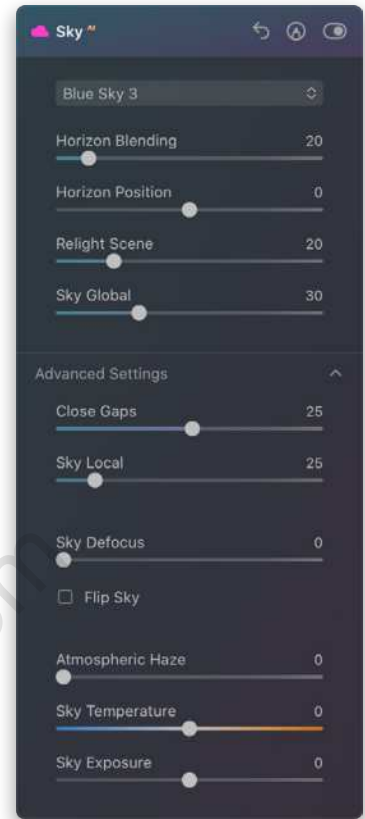 Sky AI
Blue Sky 3
Horizon Blending 20
Horizon Position 0
Relight Scene 20
Sky Global 30
Advanced Settings
Close Gaps 25
Sky Local 25
Sky Defocus 0
Flip Sky
Atmospheric Haze 0
Sky Temperature 0
Sky Exposure 0
om